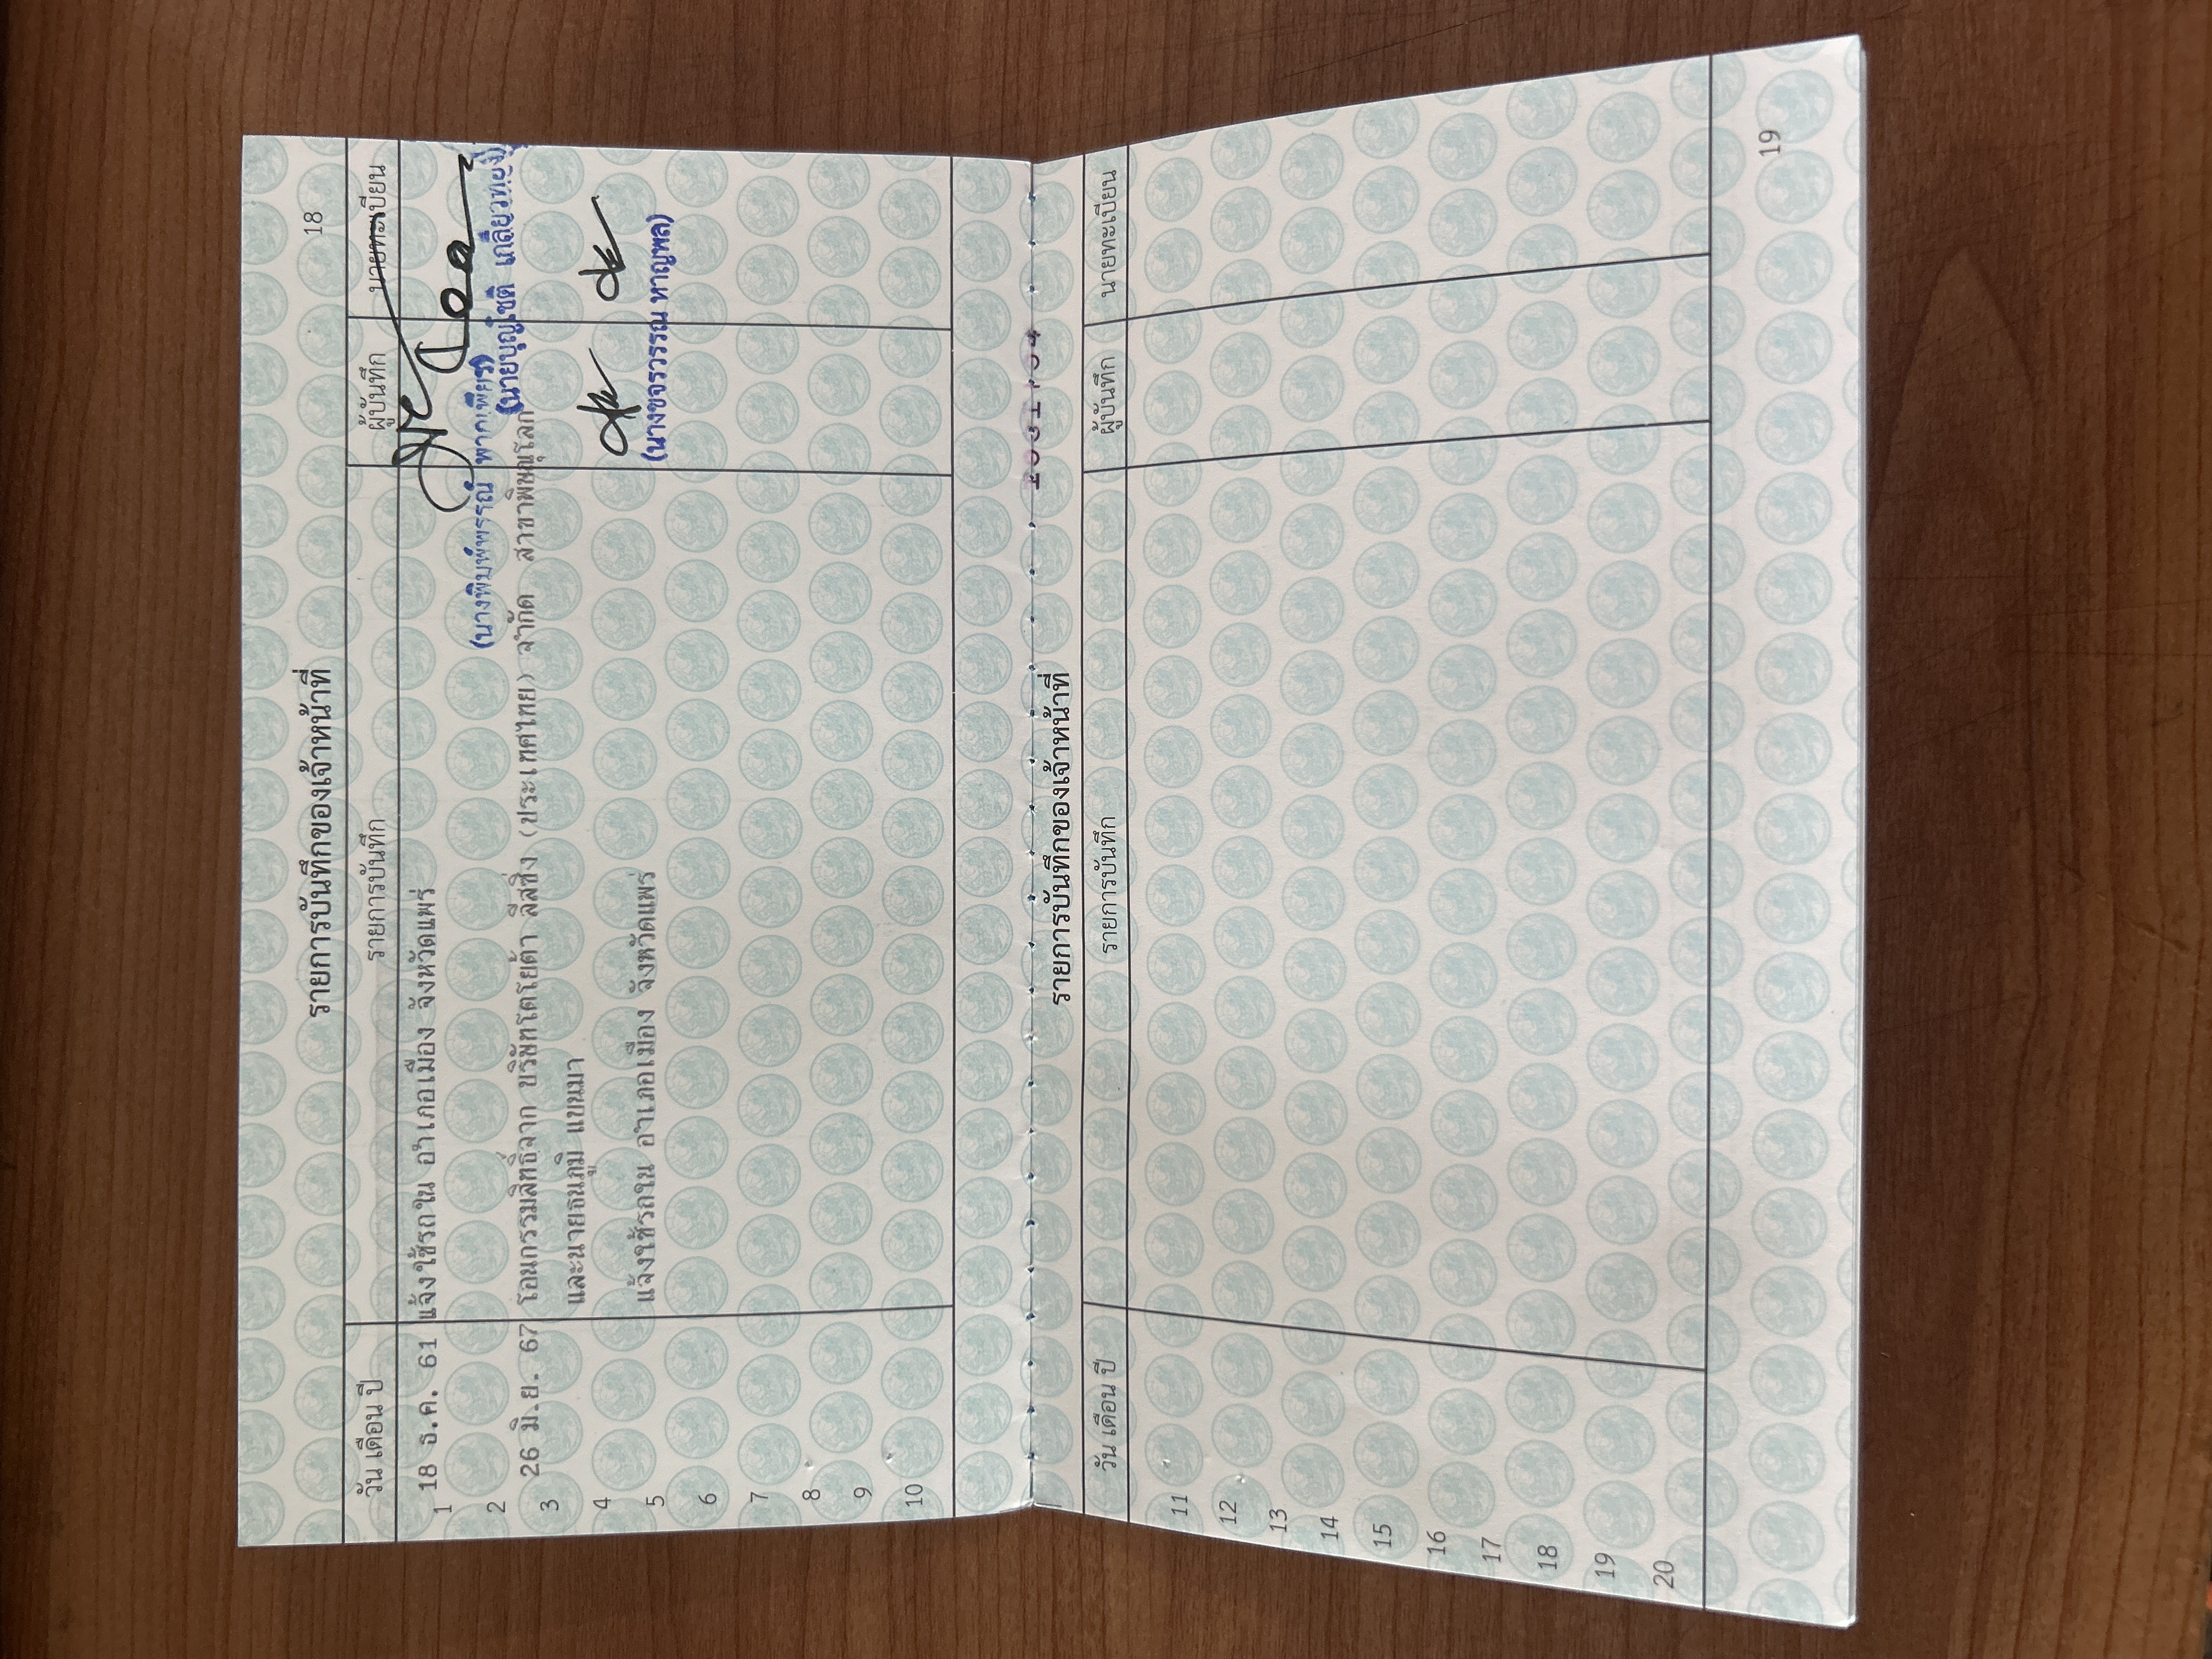 18
รายการบันทึกของเจ้าหน้าที่
วัน เดือน ปี รายการบันทึก ผู้บันทึก นายทะเบียน
1 18 ธ.ค. 61 แจ้งใช้รถใน อำเภอเมือง จังหวัดแพร่
2 (นางพิมพ์พรรณ พากเพียร)
(นายบุญโชติ เกลียวทอง)
3 26 มิ.ย. 67 โอนกรรมสิทธิ์จาก บริษัทโตโยต้า ลีสซิ่ง (ประเทศไทย) จำกัด สาขาพิษณุโลก
และนายธนภูมิ แบนมา
4
5 แจ้งใช้รถใน อำเภอเมือง จังหวัดแพร่
(นางขจรวรรณ หาญพล)
6
7
8
9
10
รายการบันทึกของเจ้าหน้าที่
วัน เดือน ปี รายการบันทึก ผู้บันทึก นายทะเบียน
11
12
13
14
15
16
17
18
19
20
19